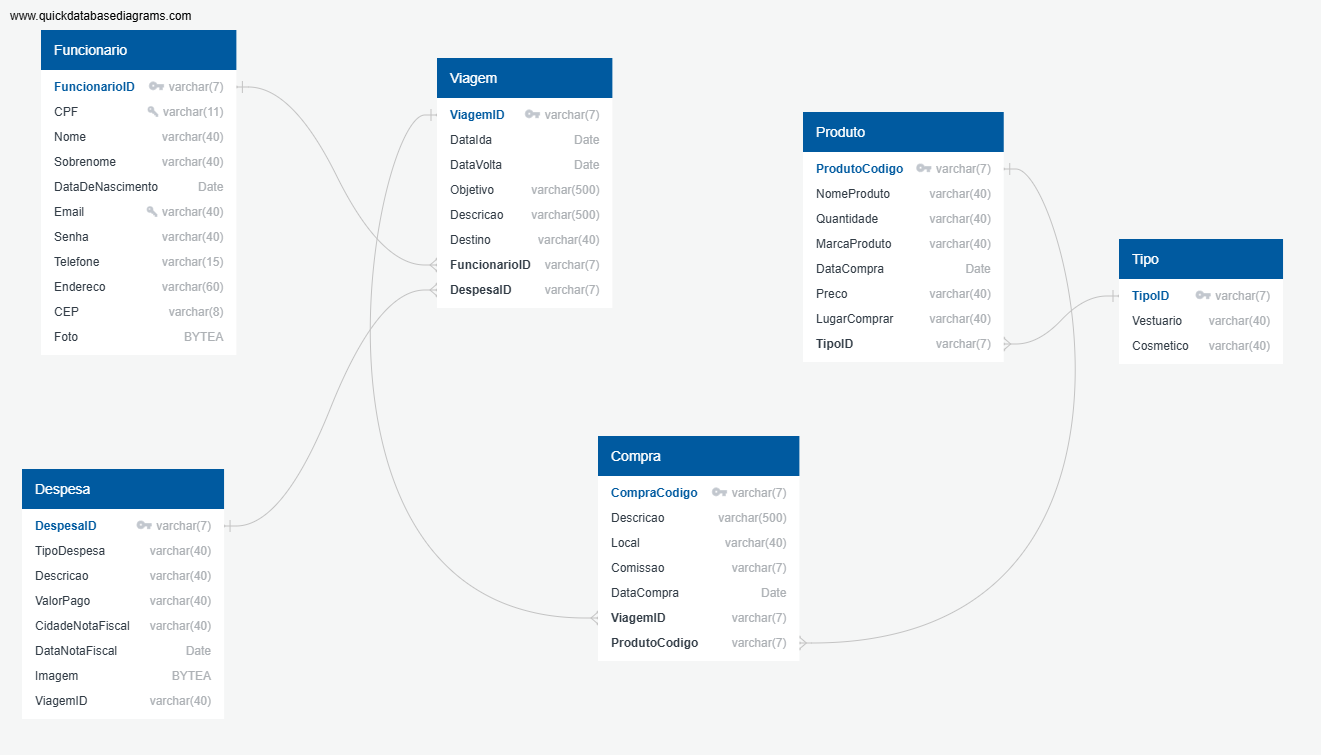 www.quickdatabasediagrams.com
Funcionario
FuncionarioID varchar(7)
CPF varchar(11)
Nome varchar(40)
Sobrenome varchar(40)
DataDeNascimento Date
Email varchar(40)
Senha varchar(40)
Telefone varchar(15)
Endereco varchar(60)
CEP varchar(8)
Foto BYTEA
Viagem
ViagemID varchar(7)
DataIda Date
DataVolta Date
Objetivo varchar(500)
Descricao varchar(500)
Destino varchar(40)
FuncionarioID varchar(7)
DespesaID varchar(7)
Produto
ProdutoCodigo varchar(7)
NomeProduto varchar(40)
Quantidade varchar(40)
MarcaProduto varchar(40)
DataCompra Date
Preco varchar(40)
LugarComprar varchar(40)
TipoID varchar(7)
Tipo
TipoID varchar(7)
Vestuario varchar(40)
Cosmetico varchar(40)
Despesa
DespesaID varchar(7)
TipoDespesa varchar(40)
Descricao varchar(40)
ValorPago varchar(40)
CidadeNotaFiscal varchar(40)
DataNotaFiscal Date
Imagem BYTEA
ViagemID varchar(40)
Compra
CompraCodigo varchar(7)
Descricao varchar(500)
Local varchar(40)
Comissao varchar(7)
DataCompra Date
ViagemID varchar(7)
ProdutoCodigo varchar(7)